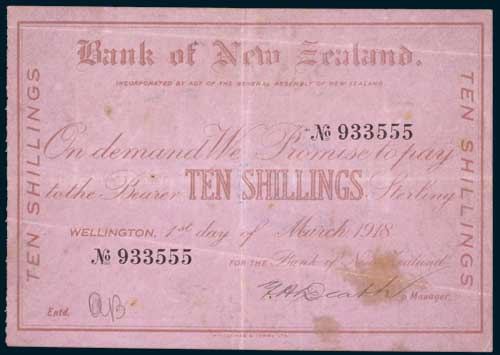 Bank of New Zealand.
INCORPORATED BY ACT OF THE GENERAL ASSEMBLY OF NEW ZEALAND.
TEN SHILLINGS
TEN SHILLINGS
No 933555
On demand We Promise to pay
to the Bearer TEN SHILLINGS Sterling
WELLINGTON, 1st day of March 1918
No 933555
FOR THE Bank of New Zealand
Entd.
Manager.